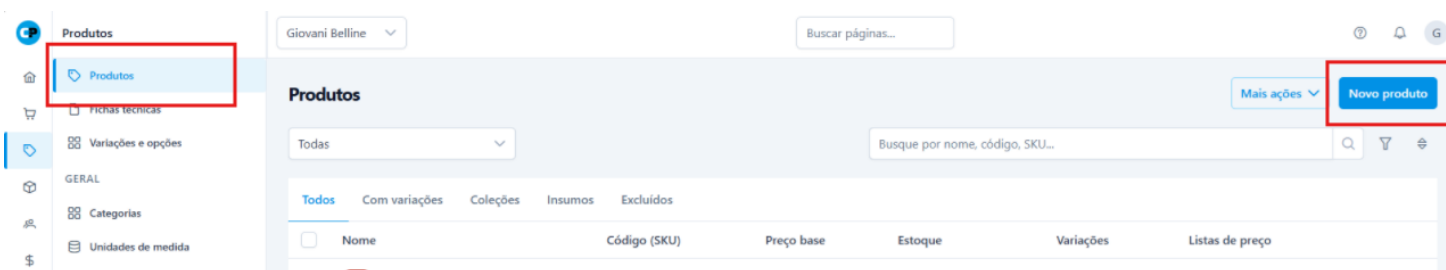 CP
Produtos
Giovani Belline
Buscar páginas...
G
Produtos
Fichas técnicas
Variações e opções
GERAL
Categorias
Unidades de medida
$
Produtos
Mais ações
Novo produto
Todas
Busque por nome, código, SKU...
Todos Com variações Coleções Insumos Excluídos
Nome Código (SKU) Preço base Estoque Variações Listas de preço